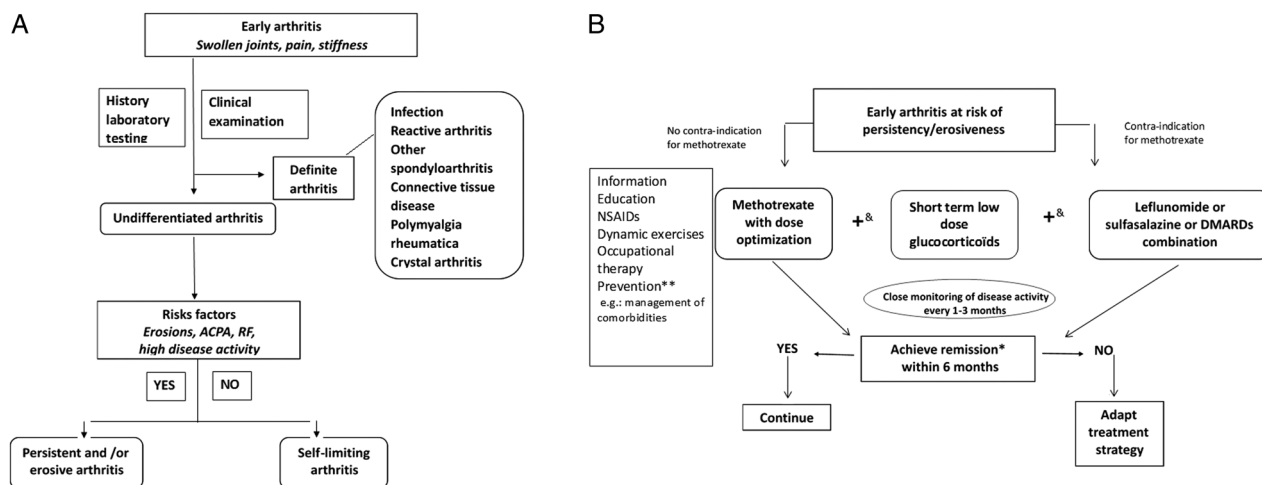 A
Early arthritis
Swollen joints, pain, stiffness
History
laboratory
testing
Clinical
examination
Definite
arthritis
Infection
Reactive arthritis
Other
spondyloarthritis
Connective tissue
disease
Polymyalgia
rheumatica
Crystal arthritis
Undifferentiated arthritis
Risks factors
Erosions, ACPA, RF,
high disease activity
YES
NO
Persistent and /or
erosive arthritis
Self-limiting
arthritis
B
Early arthritis at risk of
persistency/erosiveness
No contra-indication
for methotrexate
Contra-indication
for methotrexate
Information
Education
NSAIDs
Dynamic exercises
Occupational
therapy
Prevention**
e.g.: management of
comorbidities
Methotrexate
with dose
optimization
+&
Short term low
dose
glucocorticoïds
+&
Leflunomide or
sulfasalazine or DMARDs
combination
Close monitoring of disease activity
every 1-3 months
YES
Achieve remission*
within 6 months
NO
Continue
Adapt
treatment
strategy